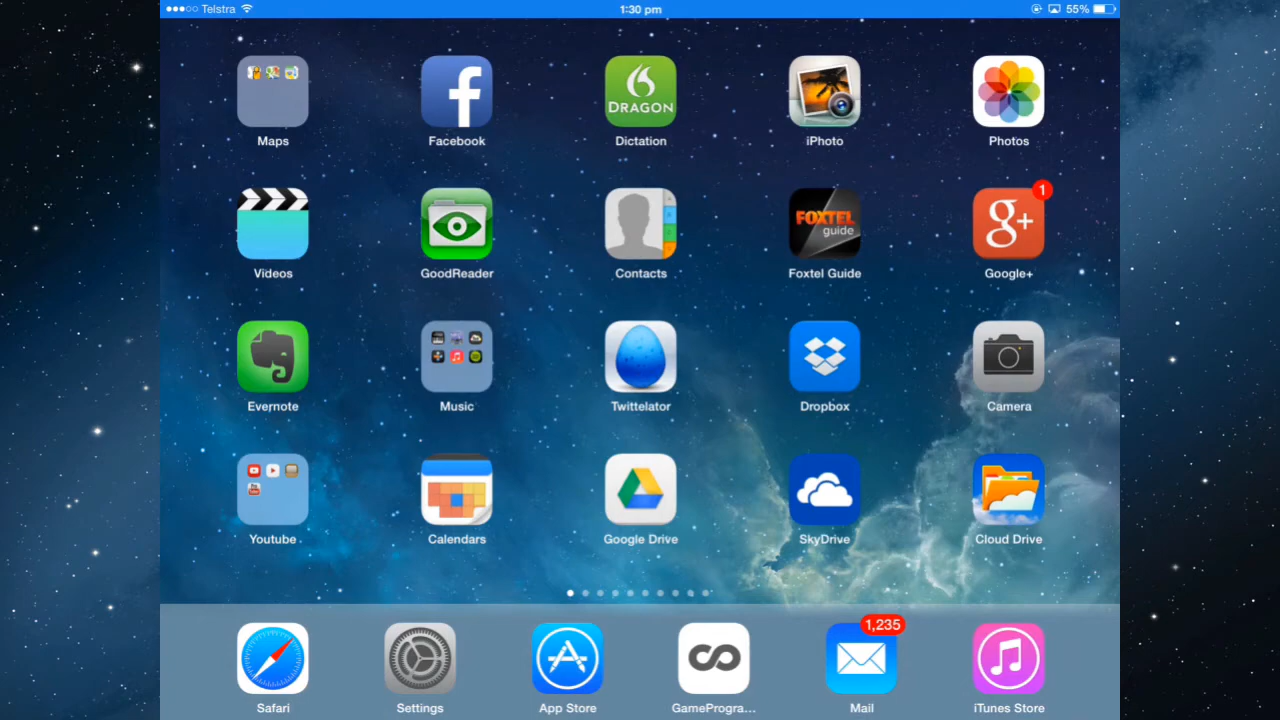 Telstra
1:30 pm
55%
DRAGON
Maps
Facebook
Dictation
iPhoto
Photos
FOXTEL
guide
g+
1
Videos
GoodReader
Contacts
Foxtel Guide
Google+
Evernote
Music
Twittelator
Dropbox
Camera
Youtube
Calendars
Google Drive
SkyDrive
Cloud Drive
1,235
Safari
Settings
App Store
GameProgra...
Mail
iTunes Store